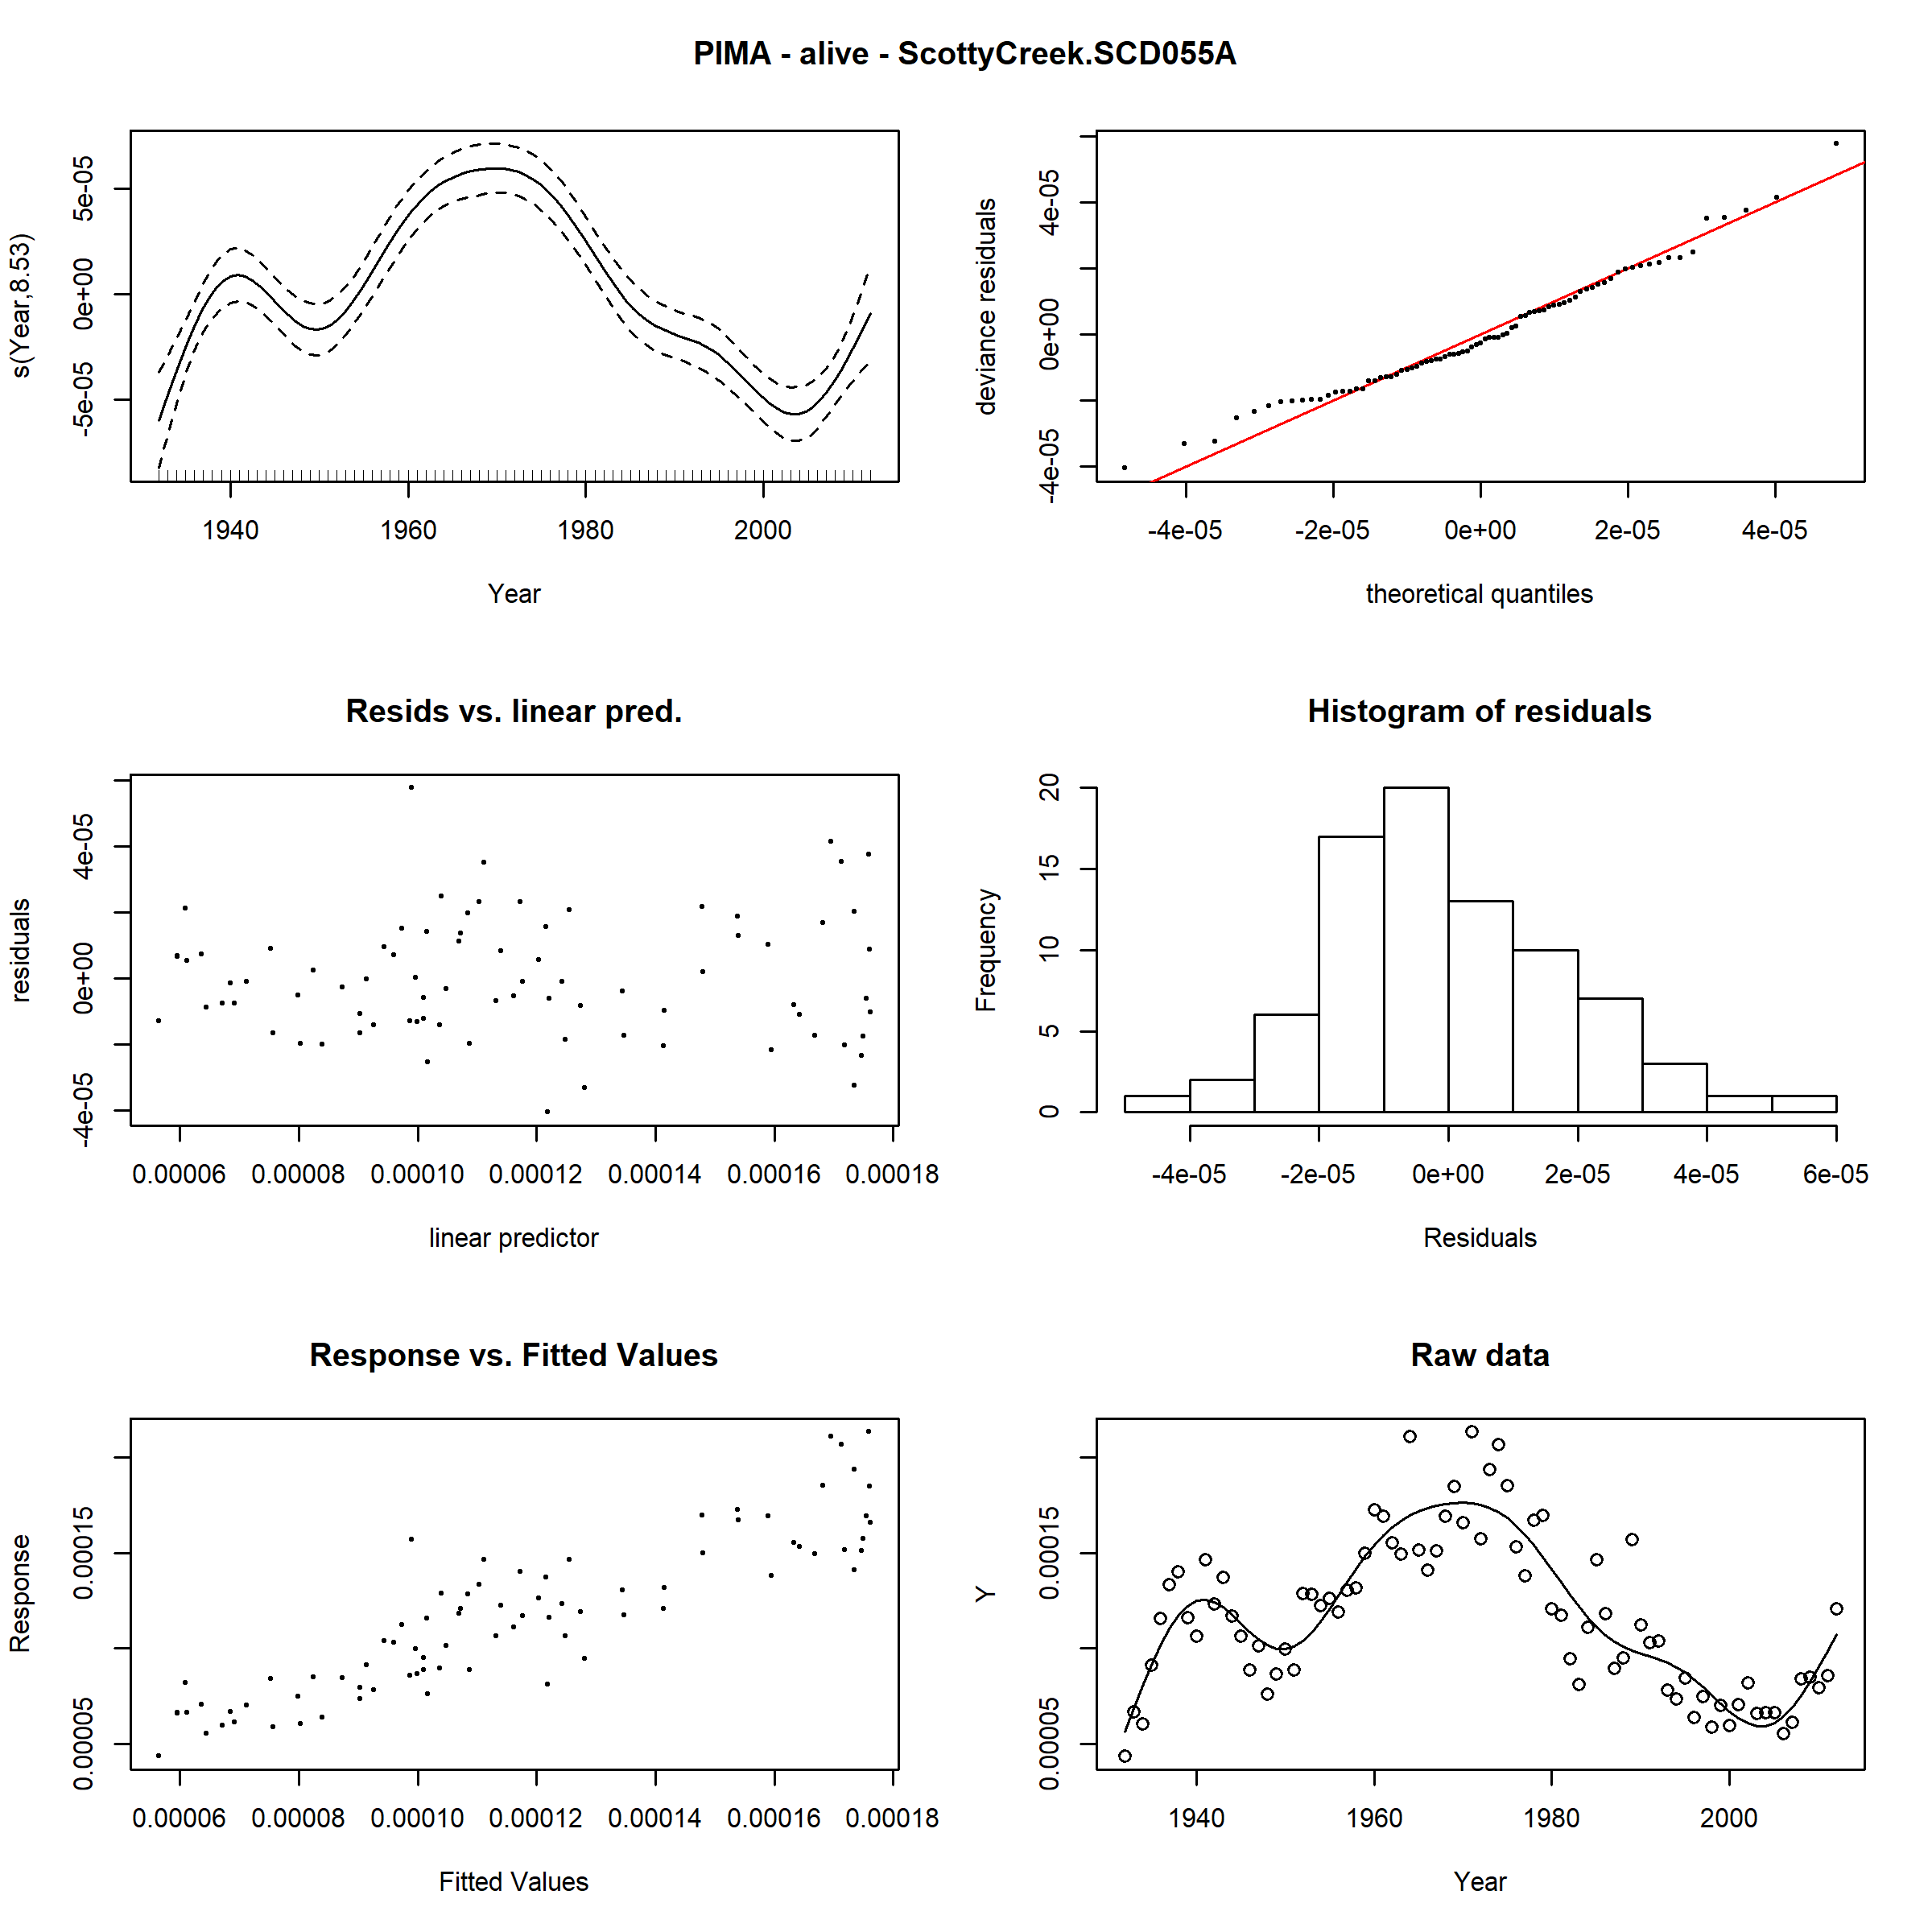 PIMA - alive - ScottyCreek.SCD055A
s(Year,8.53)
-5e-05 0e+00 5e-05
1940 1960 1980 2000
Year
deviance residuals
-4e-05 0e+00 4e-05
-4e-05 -2e-05 0e+00 2e-05 4e-05
theoretical quantiles
Resids vs. linear pred.
residuals
-4e-05 0e+00 4e-05
0.00006 0.00008 0.00010 0.00012 0.00014 0.00016 0.00018
linear predictor
Histogram of residuals
Frequency
0 5 10 15 20
-4e-05 -2e-05 0e+00 2e-05 4e-05 6e-05
Residuals
Response vs. Fitted Values
Response
0.00005 0.00015
0.00006 0.00008 0.00010 0.00012 0.00014 0.00016 0.00018
Fitted Values
Raw data
Y
0.00005 0.00015
1940 1960 1980 2000
Year